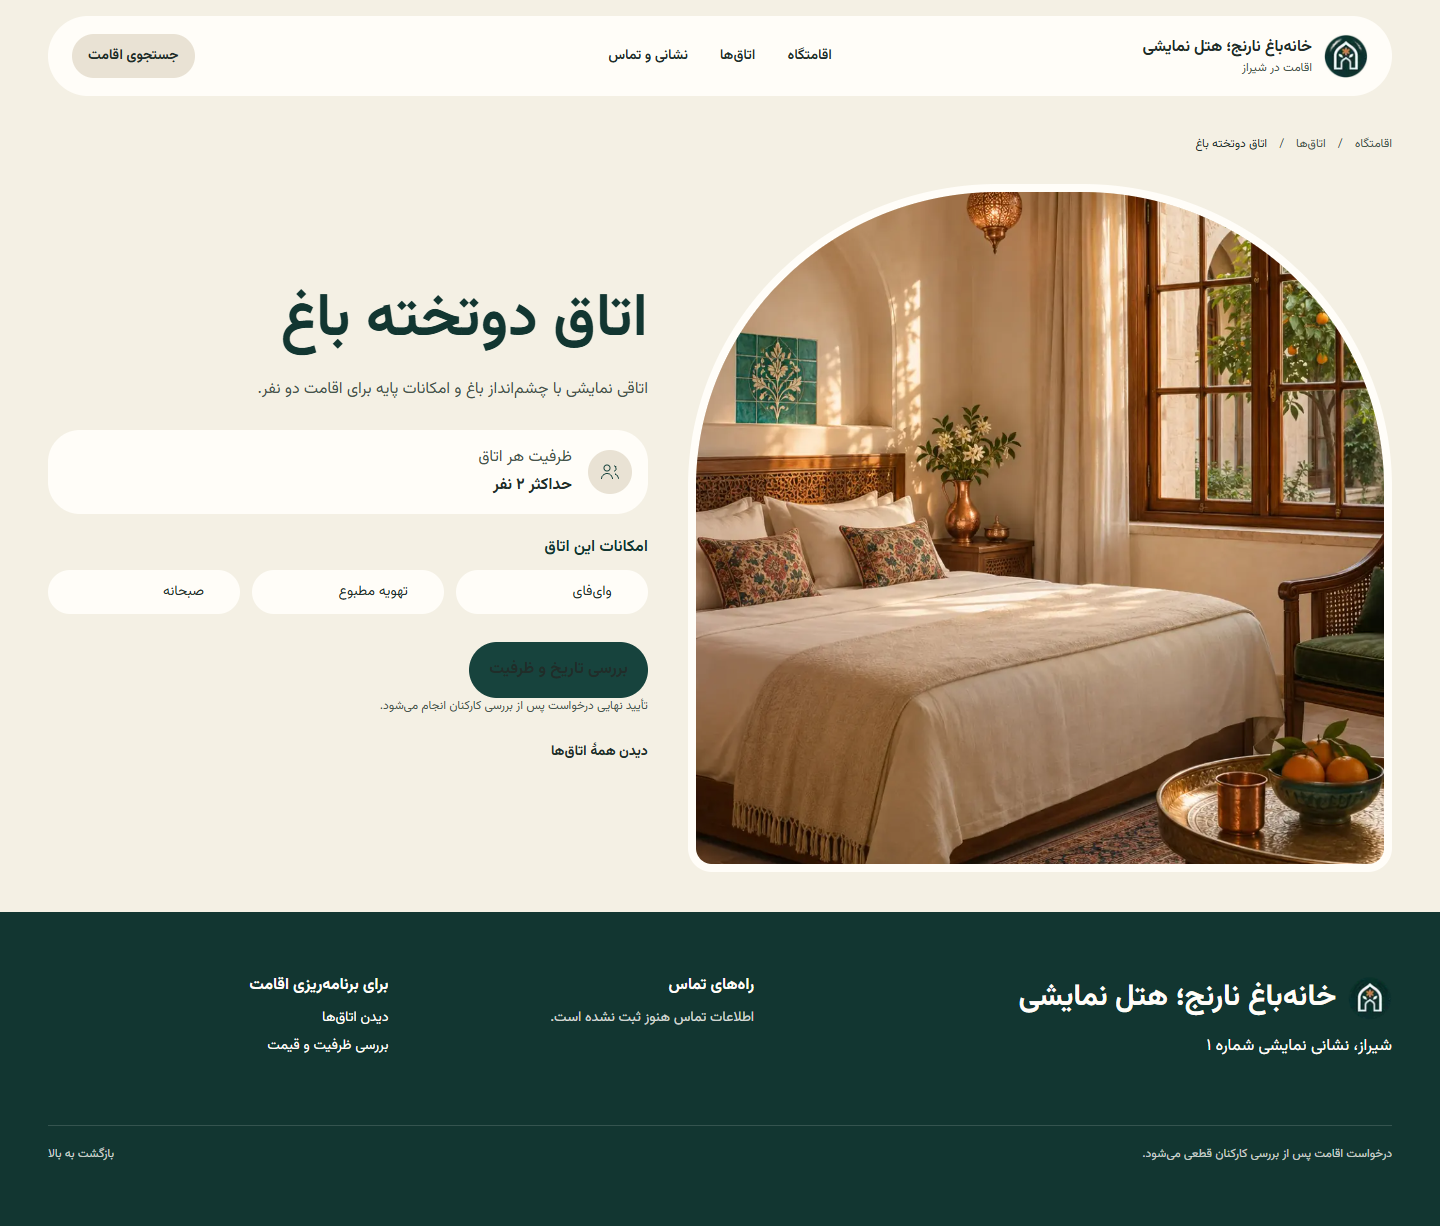 خانه‌باغ نارنج؛ هتل نمایشی
اقامت در شیراز
اقامتگاه
اتاق‌ها
نشانی و تماس
جستجوی اقامت
اقامتگاه / اتاق‌ها / اتاق دوتخته باغ
اتاق دوتخته باغ
اتاقی نمایشی با چشم‌انداز باغ و امکانات پایه برای اقامت دو نفر.
ظرفیت هر اتاق
حداکثر ۲ نفر
امکانات این اتاق
وای‌فای
تهویه مطبوع
صبحانه
بررسی تاریخ و ظرفیت
تأیید نهایی درخواست پس از بررسی کارکنان انجام می‌شود.
دیدن همهٔ اتاق‌ها
خانه‌باغ نارنج؛ هتل نمایشی
شیراز، نشانی نمایشی شماره ۱
راه‌های تماس
اطلاعات تماس هنوز ثبت نشده است.
برای برنامه‌ریزی اقامت
دیدن اتاق‌ها
بررسی ظرفیت و قیمت
درخواست اقامت پس از بررسی کارکنان قطعی می‌شود.
بازگشت به بالا